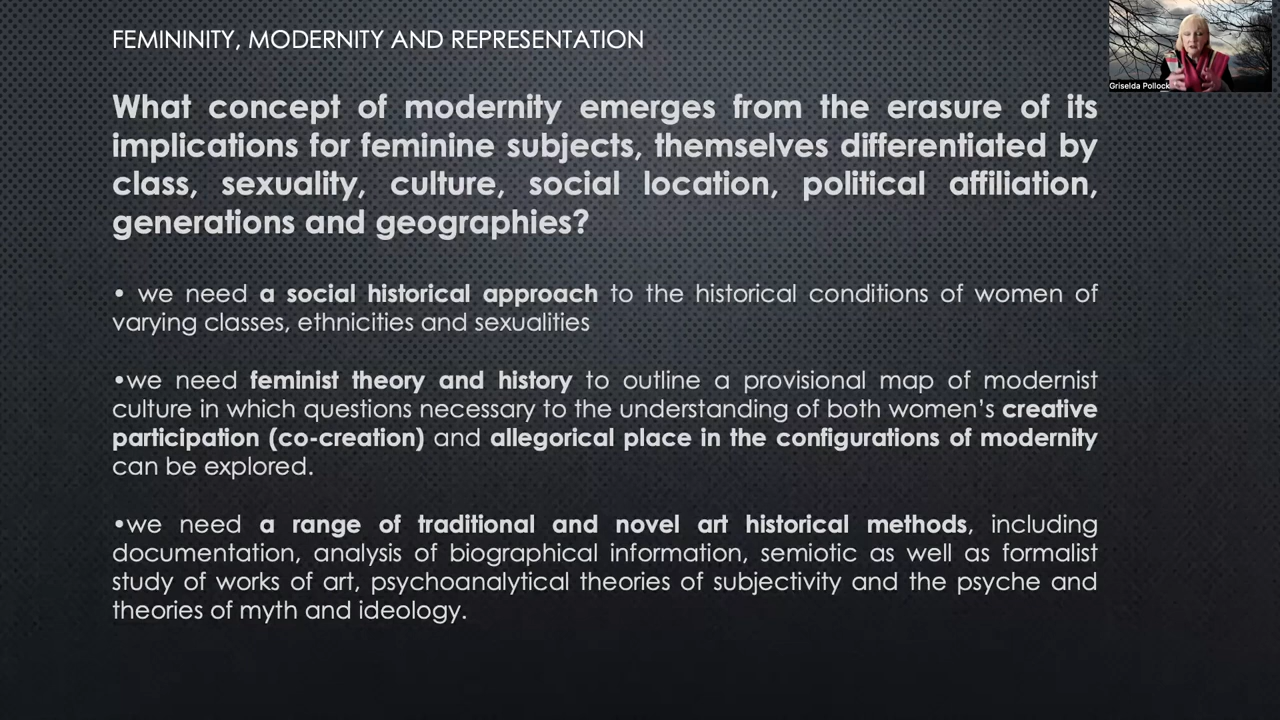 FEMININITY, MODERNITY AND REPRESENTATION
What concept of modernity emerges from the erasure of its
implications for feminine subjects, themselves differentiated by
class, sexuality, culture, social location, political affiliation,
generations and geographies?
• we need a social historical approach to the historical conditions of women of
varying classes, ethnicities and sexualities
•we need feminist theory and history to outline a provisional map of modernist
culture in which questions necessary to the understanding of both women’s creative
participation (co-creation) and allegorical place in the configurations of modernity
can be explored.
•we need a range of traditional and novel art historical methods, including
documentation, analysis of biographical information, semiotic as well as formalist
study of works of art, psychoanalytical theories of subjectivity and the psyche and
theories of myth and ideology.
Griselda Pollock